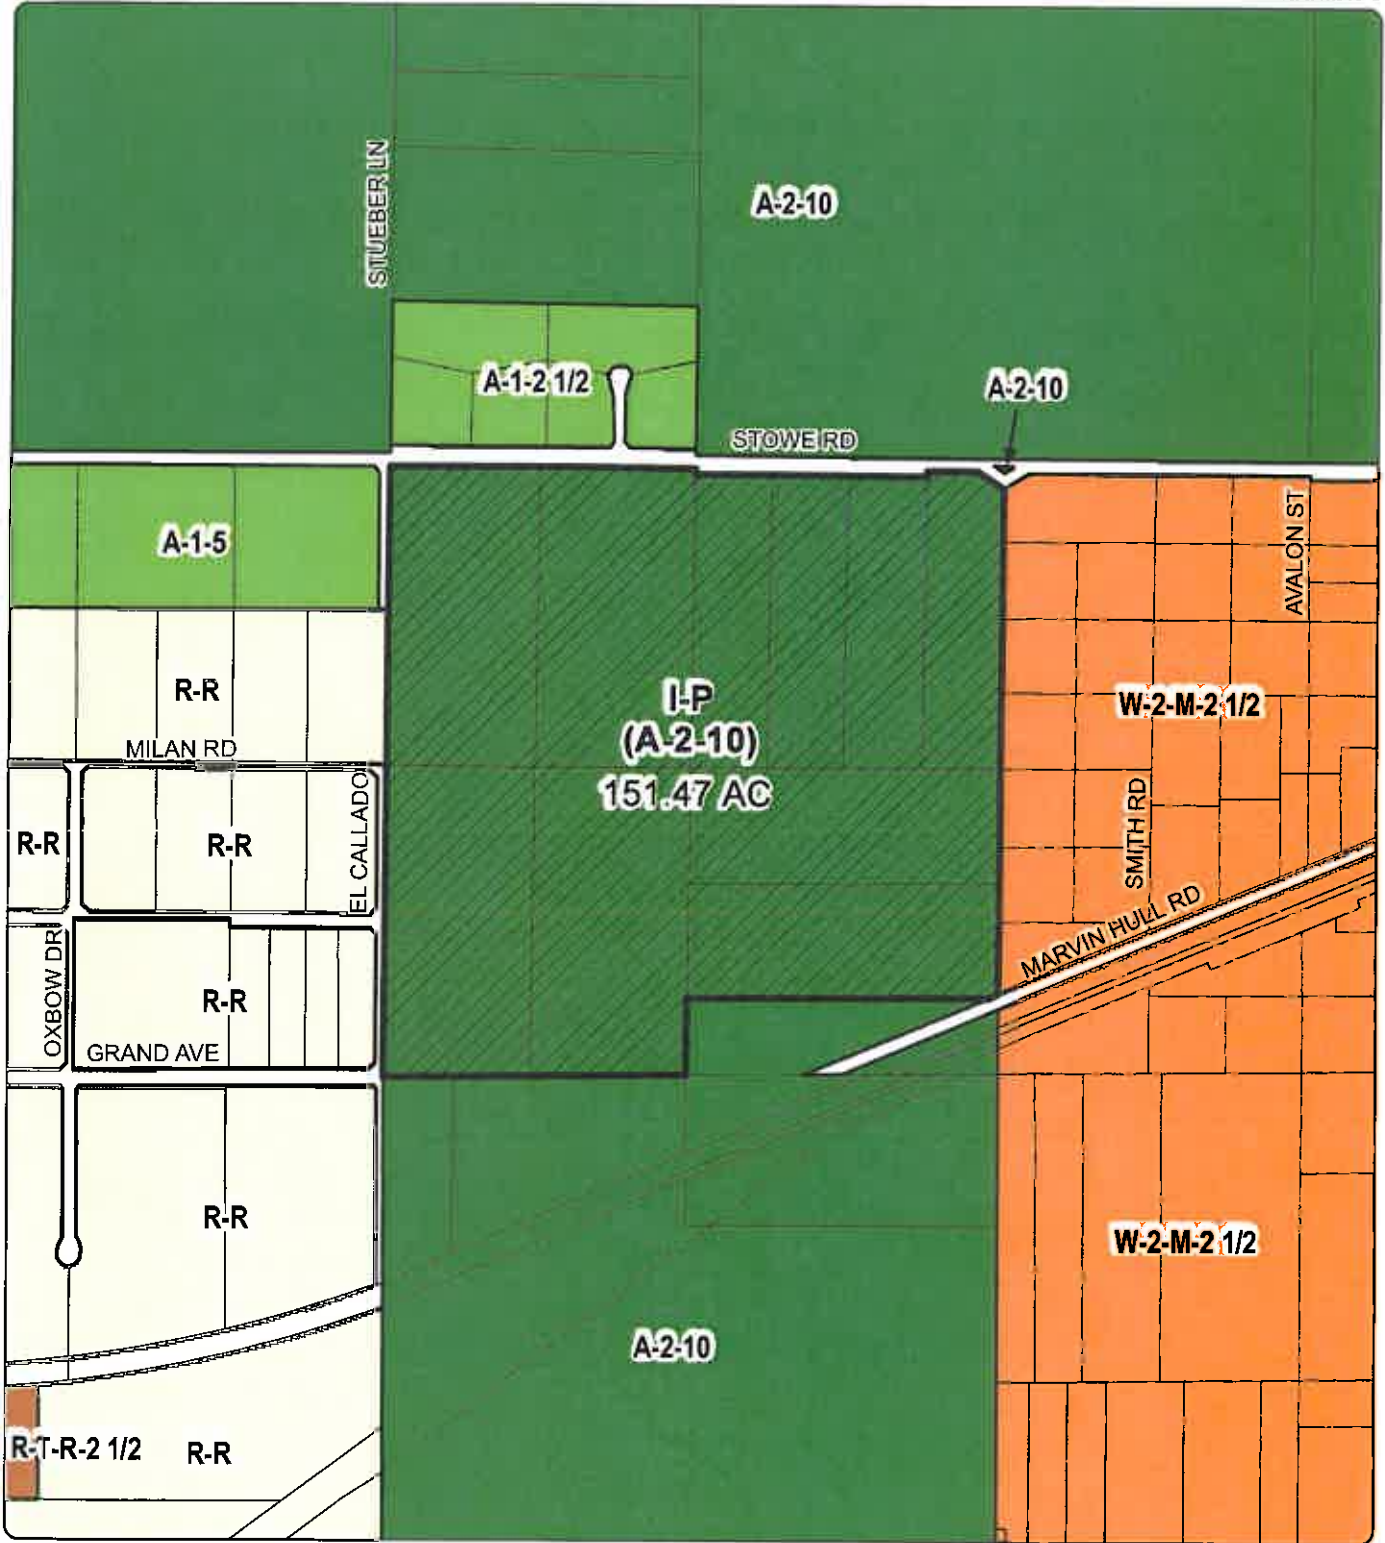 STUEBER LN
A-2-10
A-1-2 1/2
A-2-10
STOWE RD
A-1-5
AVALON ST
R-R
I-P
(A-2-10)
151.47 AC
W-2-M-2 1/2
MILAN RD
EL CALLADO
SMITH RD
R-R
R-R
MARVIN HULL RD
OXBOW DR
R-R
GRAND AVE
R-R
W-2-M-2 1/2
A-2-10
R-T-R-2 1/2
R-R